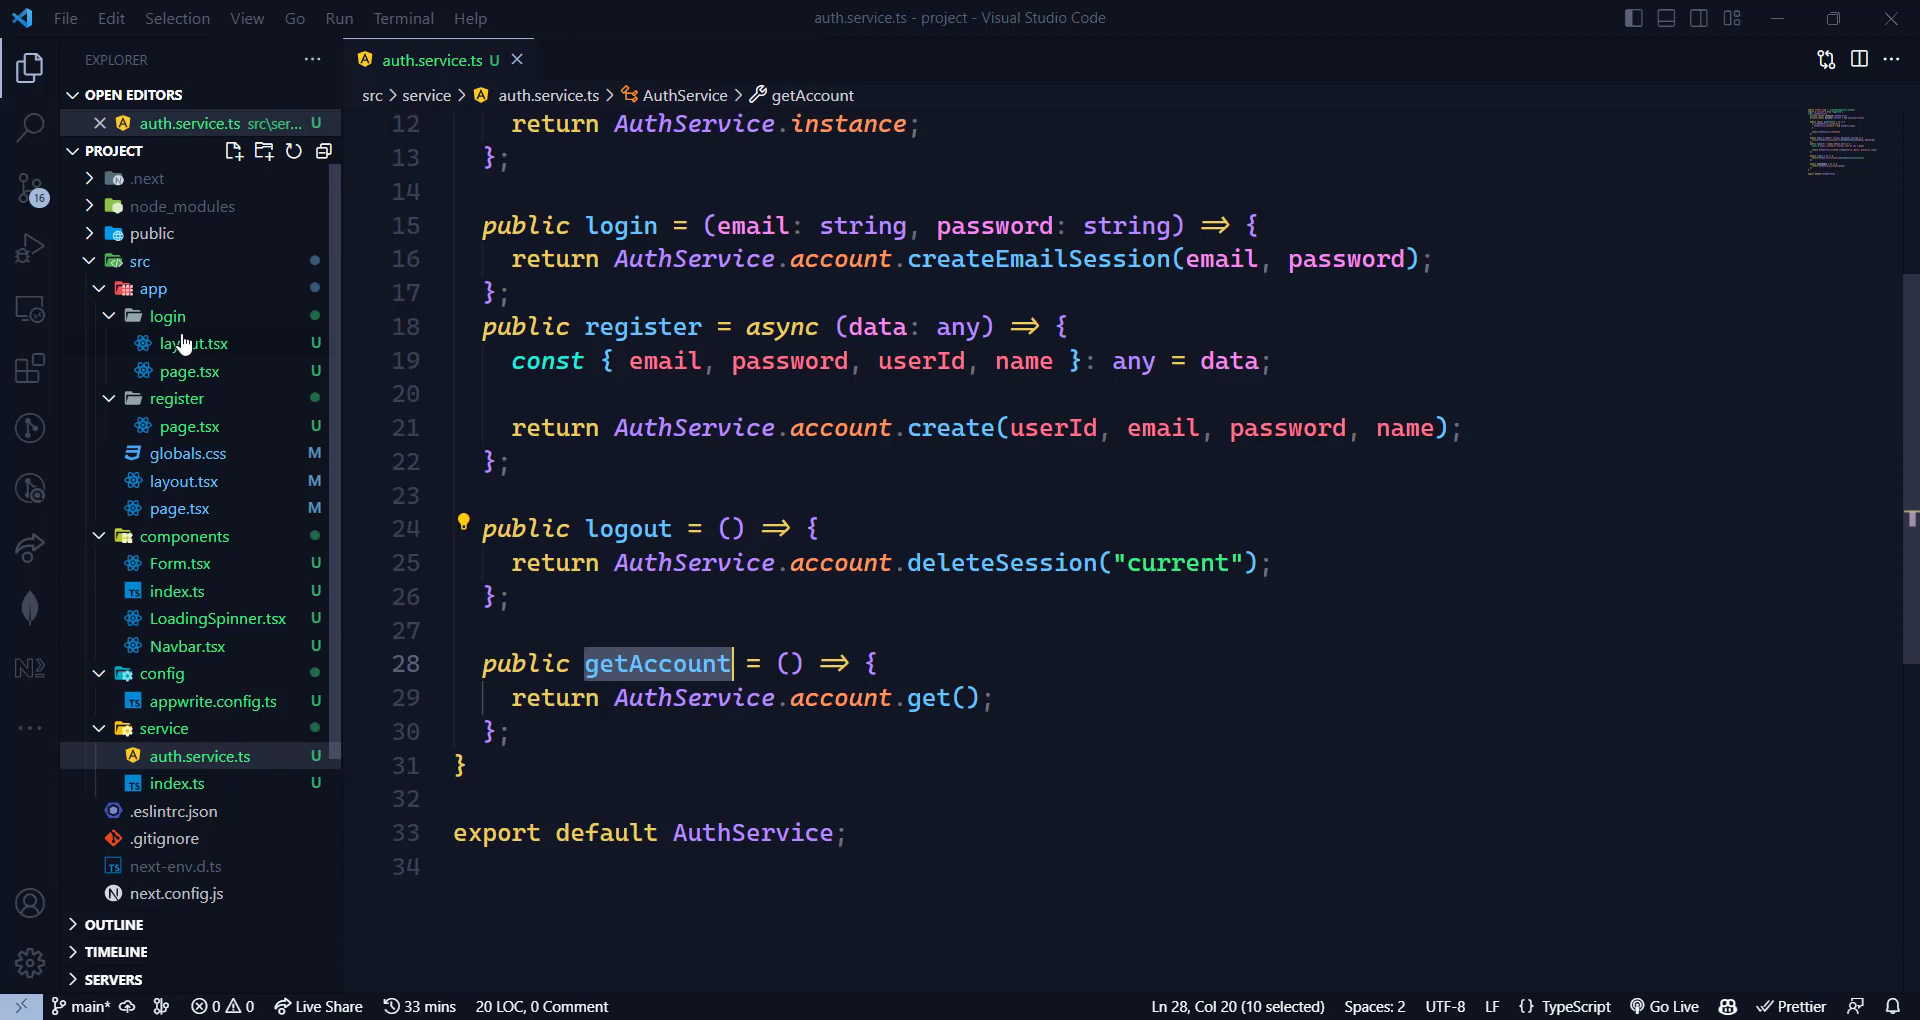 File Edit Selection View Go Run Terminal Help
auth.service.ts - project - Visual Studio Code
EXPLORER
OPEN EDITORS
auth.service.ts src\ser... U
PROJECT
.next
node_modules
public
src
app
login
layout.tsx U
page.tsx U
register
page.tsx U
globals.css M
layout.tsx M
page.tsx M
components
Form.tsx U
index.ts U
LoadingSpinner.tsx U
Navbar.tsx U
config
appwrite.config.ts U
service
auth.service.ts U
index.ts U
.eslintrc.json
.gitignore
next-env.d.ts
next.config.js
OUTLINE
TIMELINE
SERVERS
16
auth.service.ts U
src > service > auth.service.ts > AuthService > getAccount
12 return AuthService.instance;
13 };
14
15 public login = (email: string, password: string) => {
16 return AuthService.account.createEmailSession(email, password);
17 };
18 public register = async (data: any) => {
19 const { email, password, userId, name }: any = data;
20
21 return AuthService.account.create(userId, email, password, name);
22 };
23
24 public logout = () => {
25 return AuthService.account.deleteSession("current");
26 };
27
28 public getAccount = () => {
29 return AuthService.account.get();
30 };
31 }
32
33 export default AuthService;
34
main* 0 0 Live Share 33 mins 20 LOC, 0 Comment Ln 28, Col 20 (10 selected) Spaces: 2 UTF-8 LF {} TypeScript Go Live Prettier